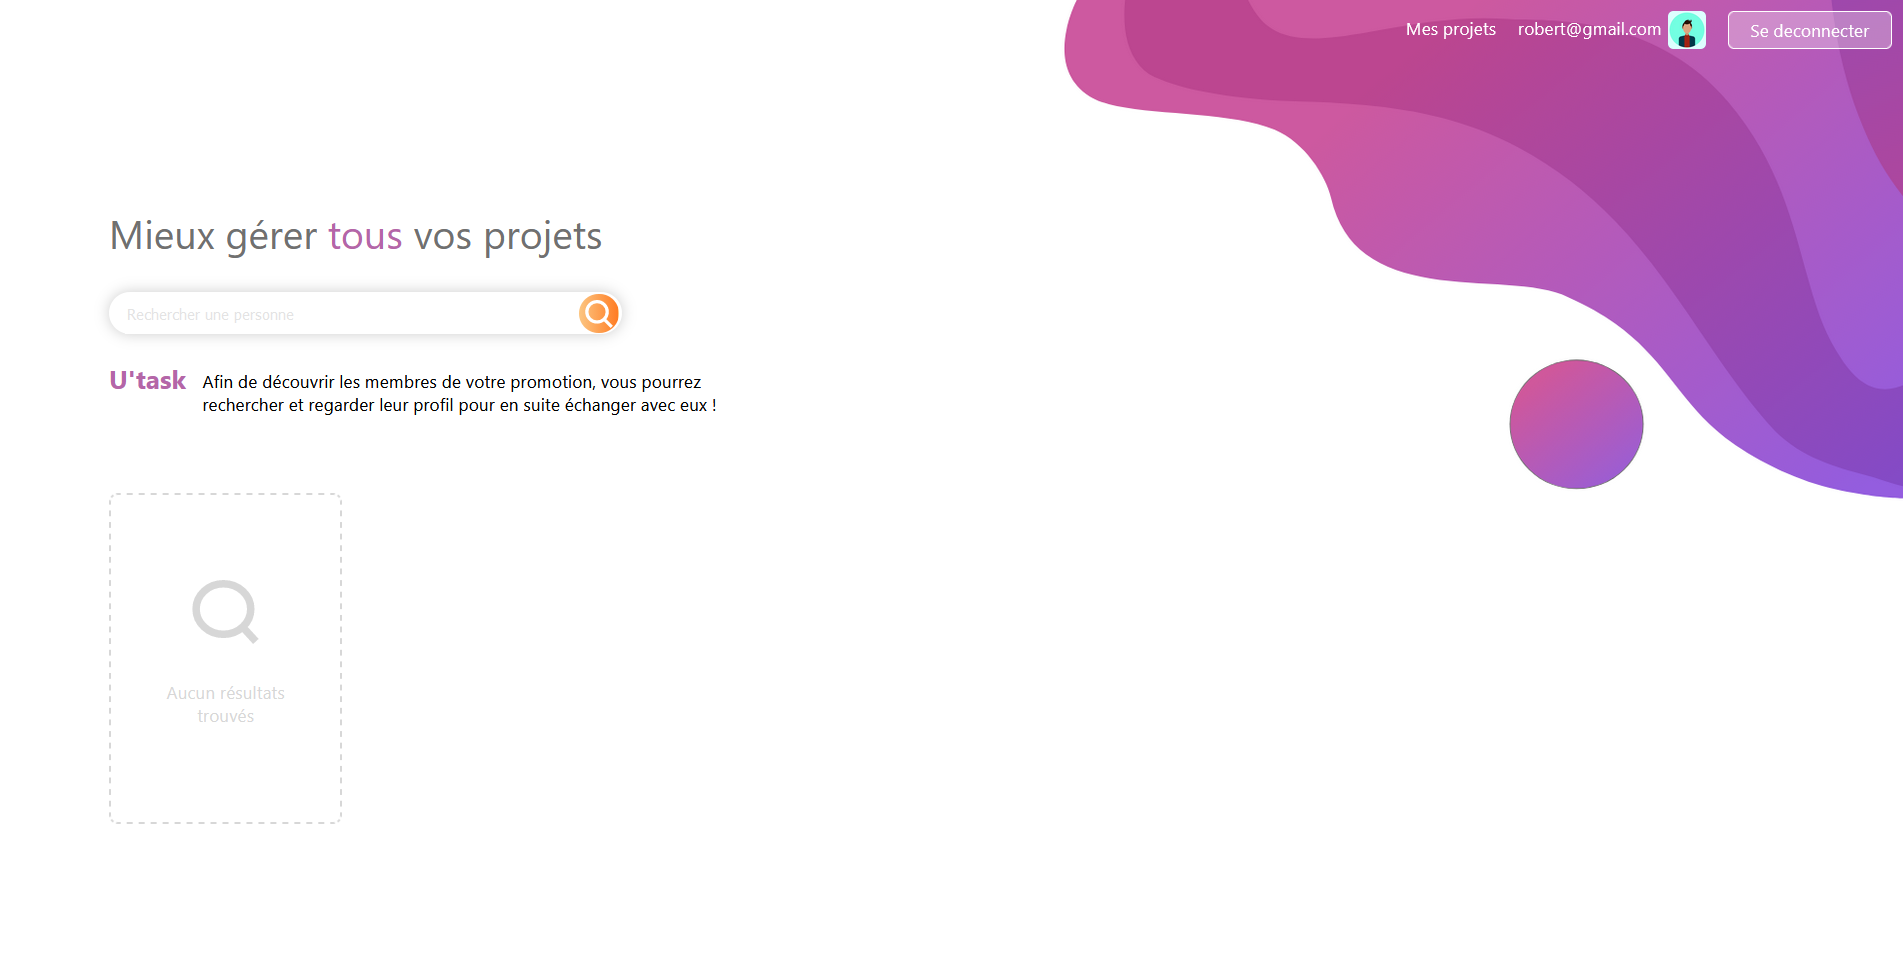 Mes projets robert@gmail.com Se deconnecter
Mieux gérer tous vos projets
Rechercher une personne
U'task Afin de découvrir les membres de votre promotion, vous pourrez
rechercher et regarder leur profil pour en suite échanger avec eux !
Aucun résultats
trouvés